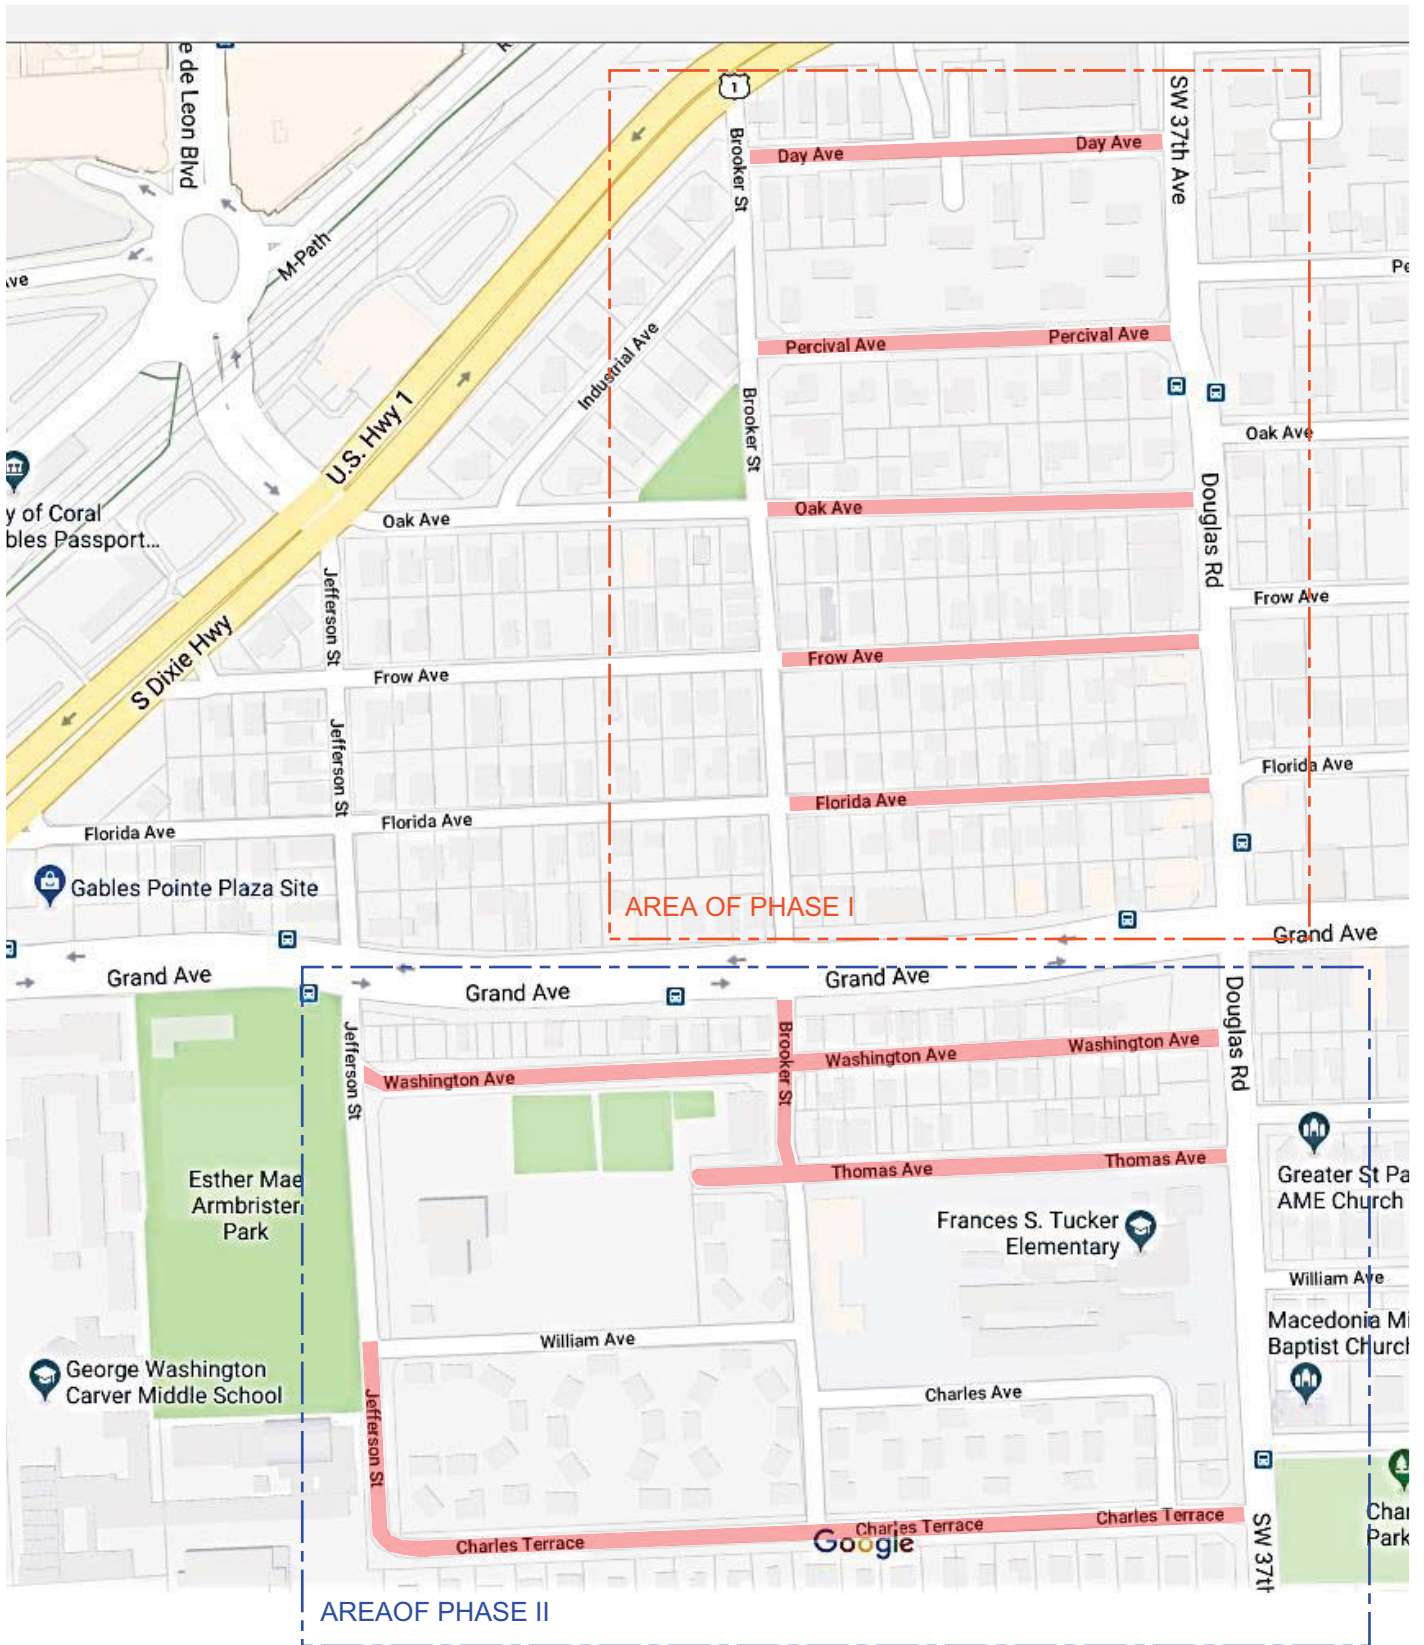 e de Leon Blvd
1
SW 37th Ave
Brooker St
Day Ave
Day Ave
M-Path
ve
Pe
Industrial Ave
Percival Ave
Percival Ave
U.S. Hwy 1
Brooker St
Oak Ave
y of Coral
bles Passport...
Oak Ave
Oak Ave
Douglas Rd
Jefferson St
Frow Ave
S Dixie Hwy
Frow Ave
Frow Ave
Jefferson St
Florida Ave
Florida Ave
Florida Ave
Florida Ave
Gables Pointe Plaza Site
AREA OF PHASE I
Grand Ave
Grand Ave
Grand Ave
Grand Ave
Jefferson St
Brooker St
Douglas Rd
Washington Ave
Washington Ave
Washington Ave
Thomas Ave
Thomas Ave
Esther Mae
Armbrister
Park
Greater St Pa
AME Church
Frances S. Tucker
Elementary
William Ave
William Ave
Macedonia Mi
Baptist Church
George Washington
Carver Middle School
Jefferson St
Charles Ave
Charles Terrace
Charles Terrace
Charles Terrace
Google
SW 37th
Char
Park
AREAOF PHASE II